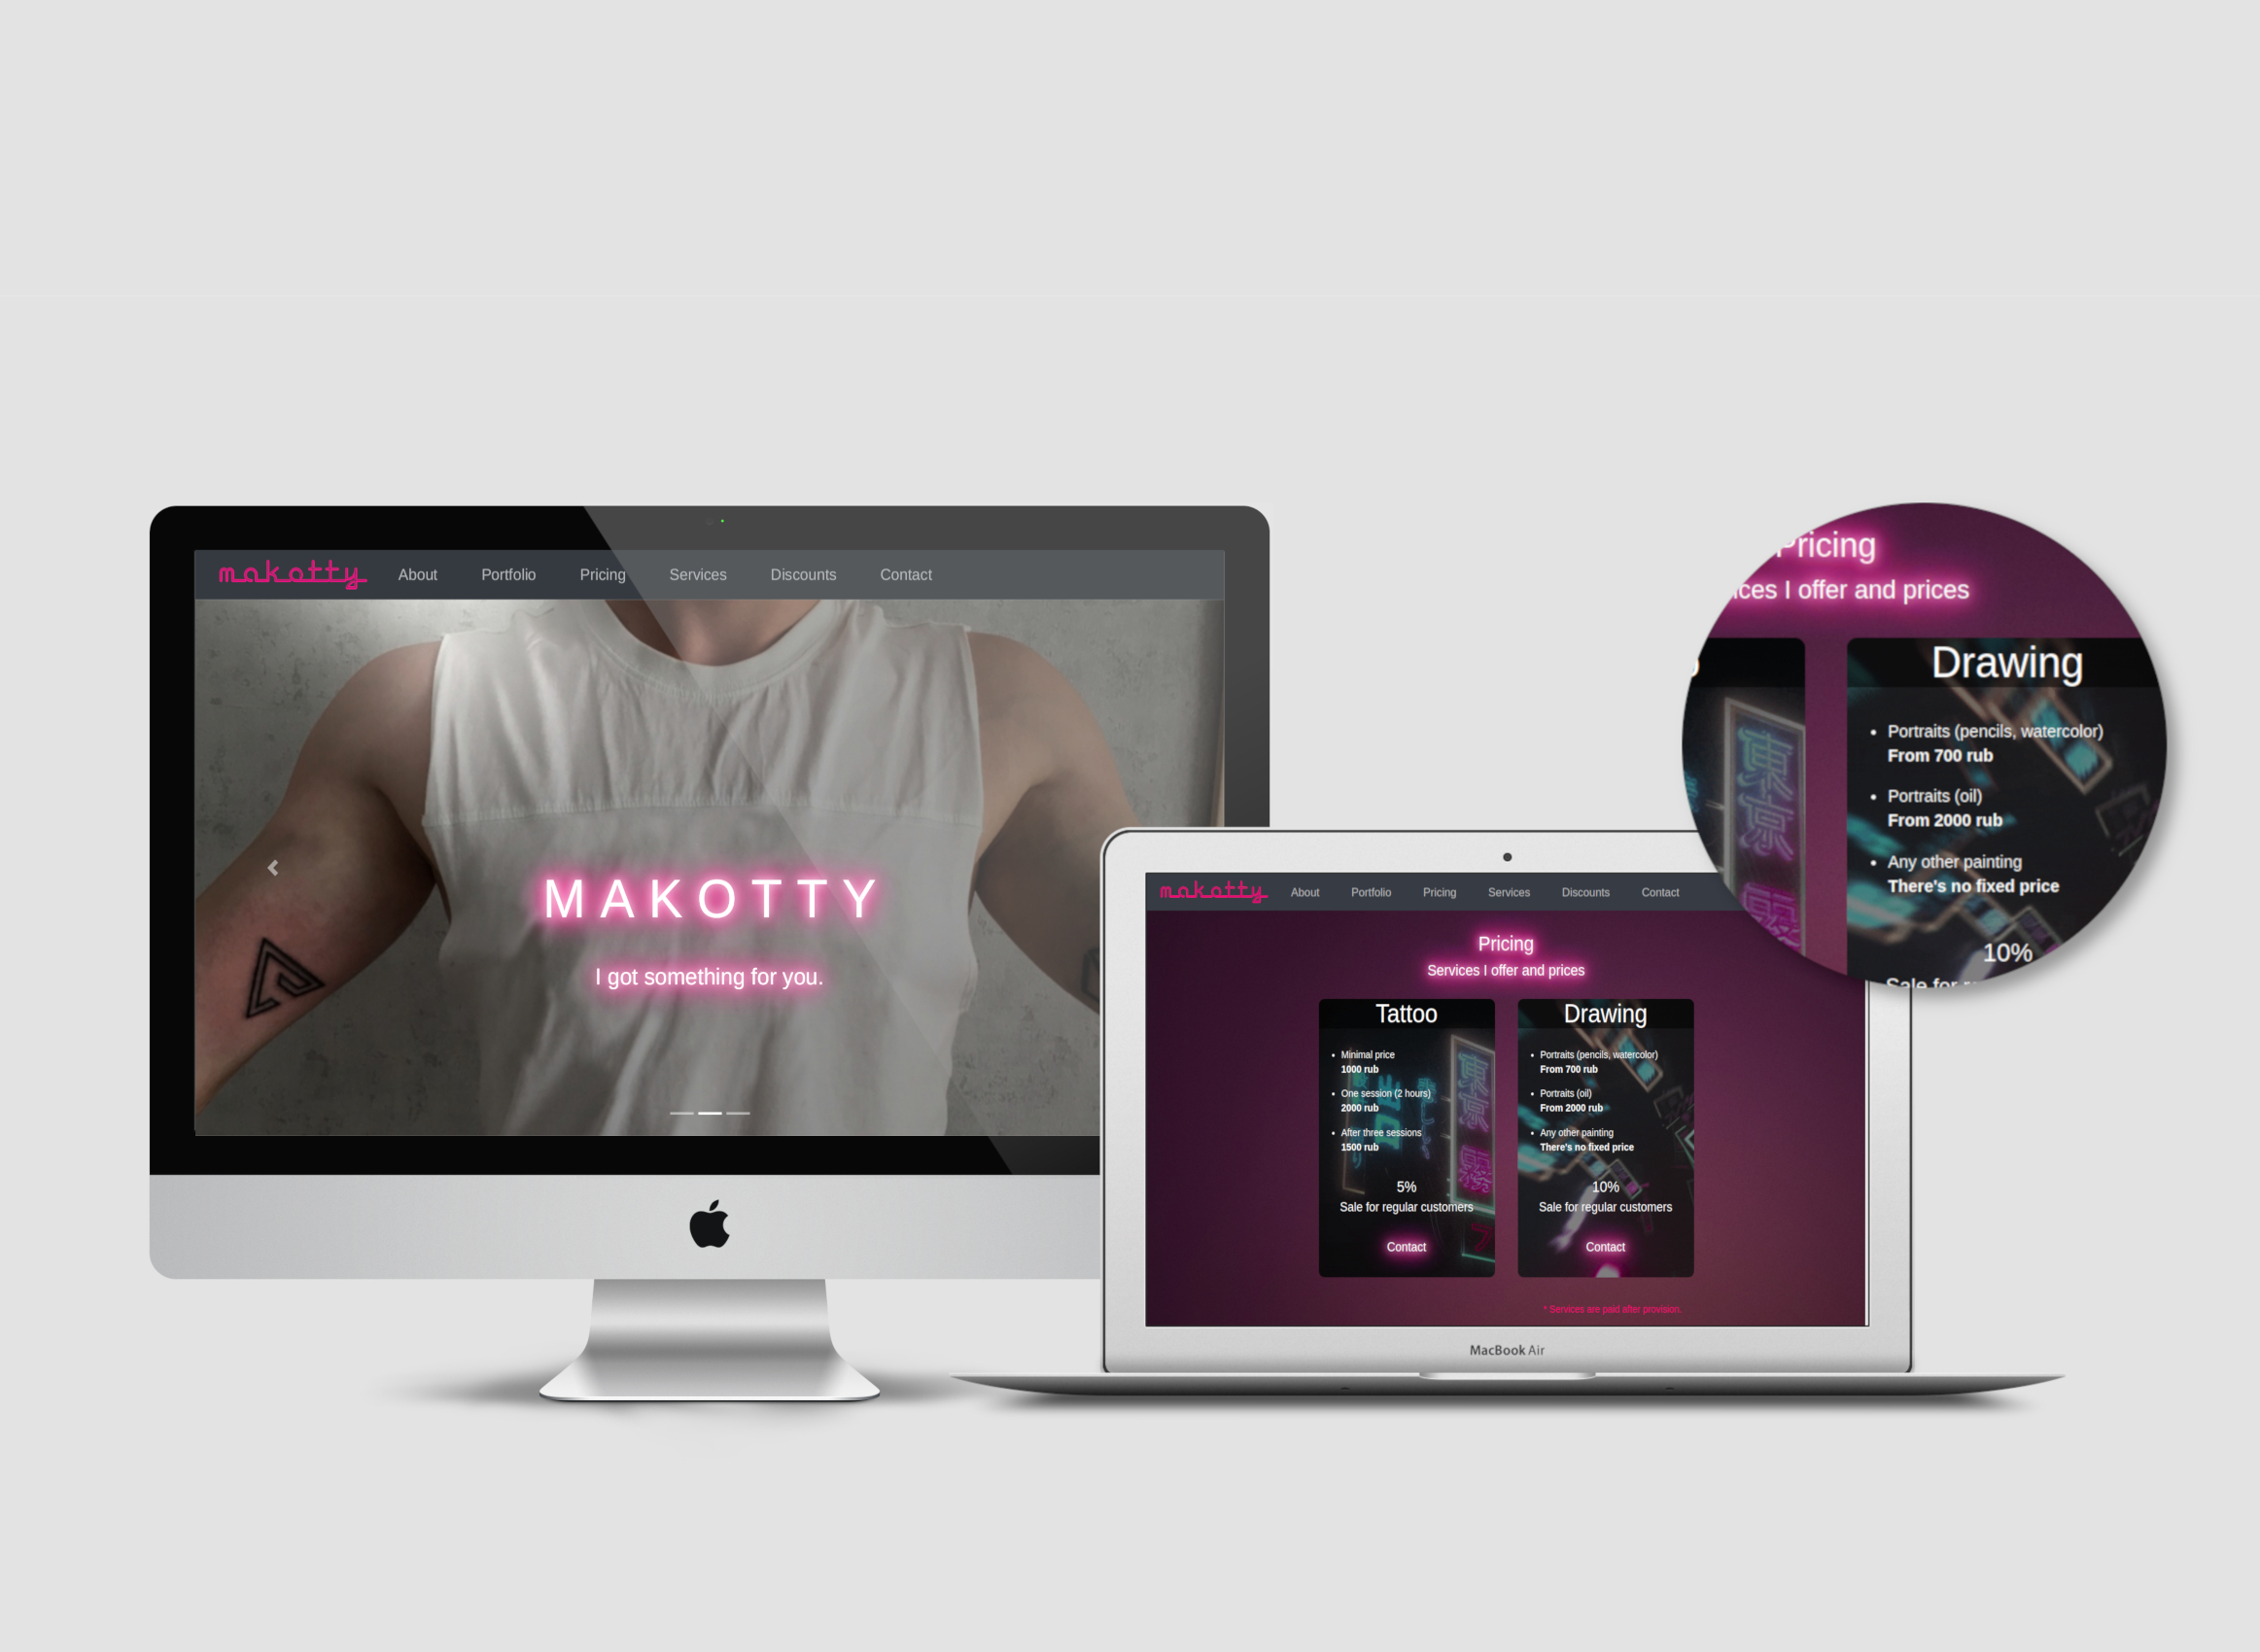 makotty About Portfolio Pricing Services Discounts Contact
MAKOTTY
I got something for you.
makotty About Portfolio Pricing Services Discounts Contact
Pricing
Services I offer and prices
Tattoo
• Minimal price
1000 rub
• One session (2 hours)
2000 rub
• After three sessions
1500 rub
5%
Sale for regular customers
Contact
東京
Drawing
• Portraits (pencils, watercolor)
From 700 rub
• Portraits (oil)
From 2000 rub
• Any other painting
There's no fixed price
10%
Sale for regular customers
Contact
* Services are paid after provision.
MacBook Air
Pricing
ices I offer and prices
Drawing
• Portraits (pencils, watercolor)
From 700 rub
• Portraits (oil)
From 2000 rub
• Any other painting
There's no fixed price
10%
Sale for
東京